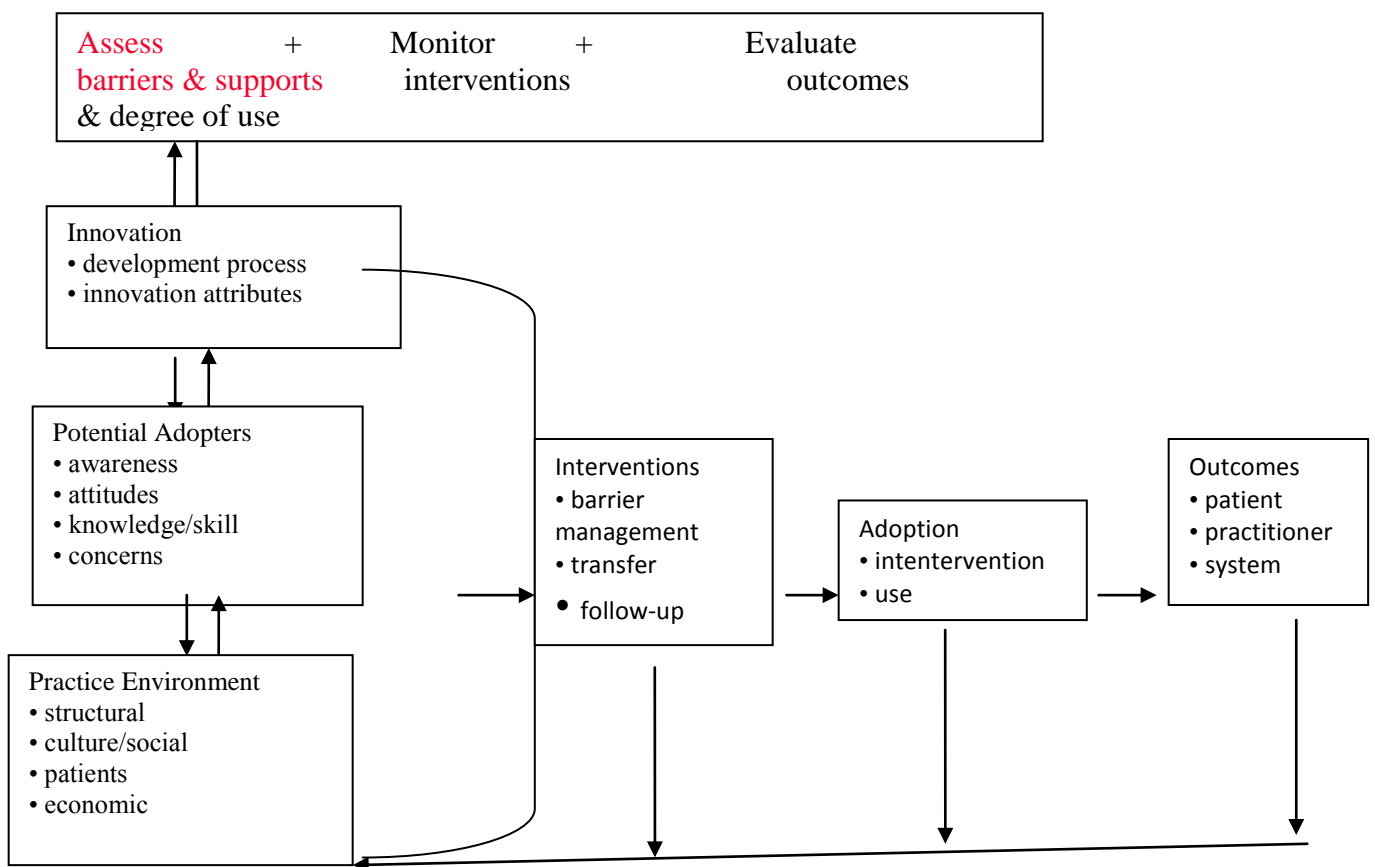 Assess + Monitor + Evaluate
barriers & supports interventions outcomes
& degree of use
Innovation
• development process
• innovation attributes
Potential Adopters
• awareness
• attitudes
• knowledge/skill
• concerns
Practice Environment
• structural
• culture/social
• patients
• economic
Interventions
• barrier
management
• transfer
• follow-up
Adoption
• intentervention
• use
Outcomes
• patient
• practitioner
• system